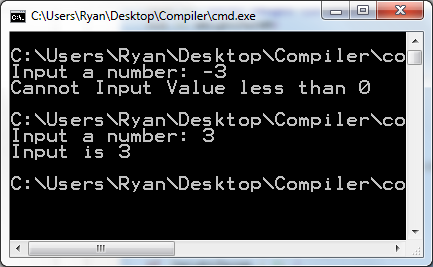 C:\Users\Ryan\Desktop\Compiler\cmd.exe
C:\Users\Ryan\Desktop\Compiler\co
Input a number: -3
Cannot Input Value less than 0
C:\Users\Ryan\Desktop\Compiler\co
Input a number: 3
Input is 3
C:\Users\Ryan\Desktop\Compiler\co